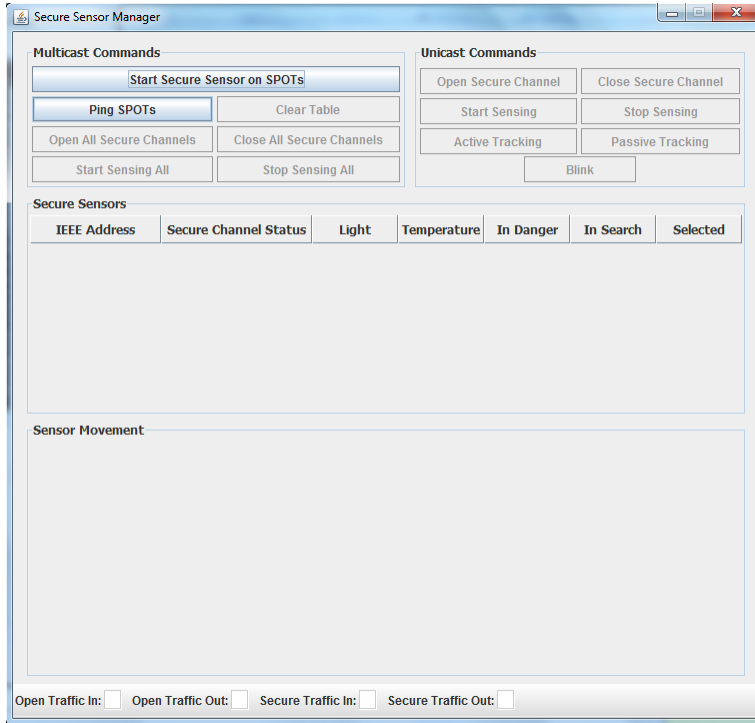 Secure Sensor Manager
Multicast Commands
Start Secure Sensor on SPOTs
Ping SPOTs Clear Table
Open All Secure Channels Close All Secure Channels
Start Sensing All Stop Sensing All
Unicast Commands
Open Secure Channel Close Secure Channel
Start Sensing Stop Sensing
Active Tracking Passive Tracking
Blink
Secure Sensors
IEEE Address Secure Channel Status Light Temperature In Danger In Search Selected
Sensor Movement
Open Traffic In: Open Traffic Out: Secure Traffic In: Secure Traffic Out: